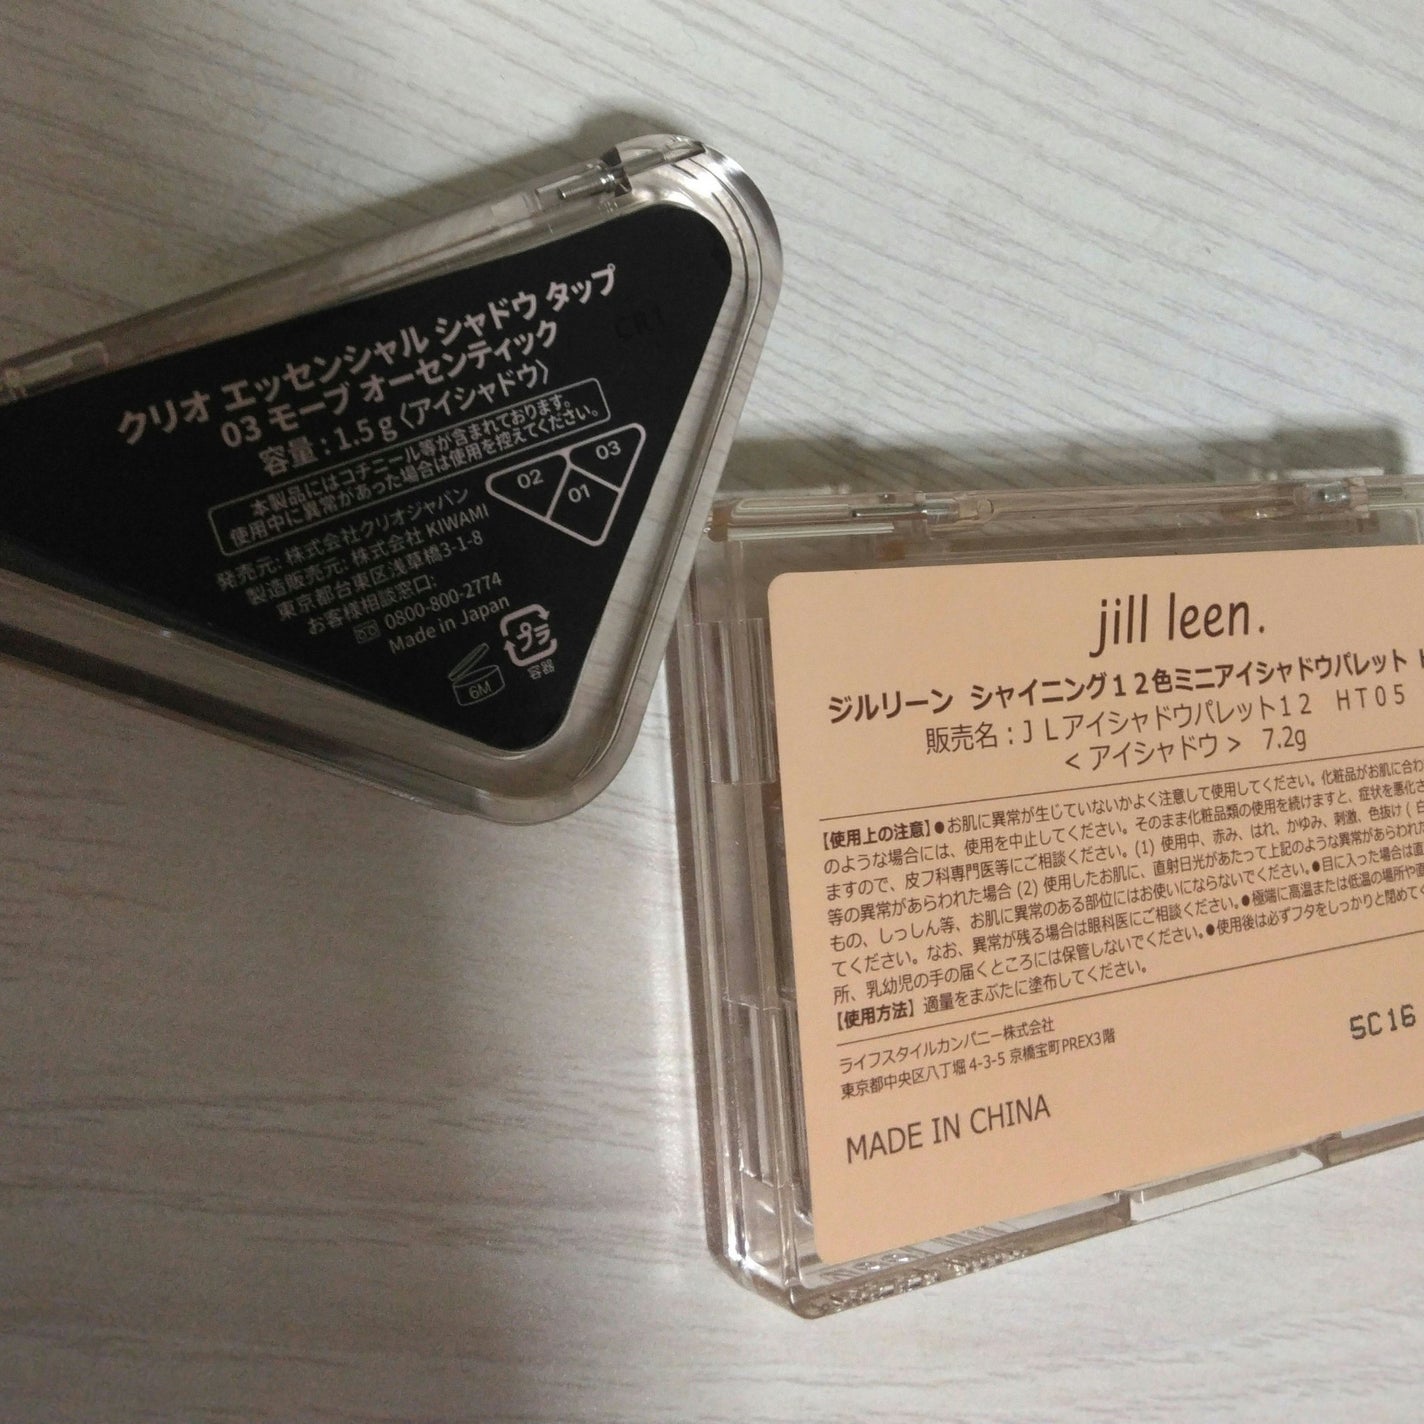 クリオ エッセンシャル シャドウ タップ
03 モーブ オーセンティック
容量 : 1.5g〈アイシャドウ〉
本製品にはコチニール等が含まれております。
使用中に異常があった場合は使用を控えてください。
発売元: 株式会社クリオジャパン
製造販売元: 株式会社 KIWAMI
東京都台東区浅草橋3-1-8
お客様相談窓口:
0800-800-2774
Made in Japan
02
03
01
6M
プラ
容器
jill leen.
ジルリーン シャイニング12色ミニアイシャドウパレット
販売名 : JLアイシャドウパレット12 HT05
< アイシャドウ > 7.2g
【使用上の注意】●お肌に異常が生じていないかよく注意して使用してください。化粧品がお肌に合わ
のような場合には、使用を中止してください。そのまま化粧品類の使用を続けますと、症状を悪化さ
ますので、皮フ科専門医等にご相談ください。(1) 使用中、赤み、はれ、かゆみ、刺激、色抜け ( 白
等の異常があらわれた場合 (2) 使用したお肌に、直射日光があたって上記のような異常があらわれた
もの、しっしん等、お肌に異常のある部位にはお使いにならないでください。●目に入った場合は直
てください。なお、異常が残る場合は眼科医にご相談ください。●極端に高温または低温の場所や直
所、乳幼児の手の届くところには保管しないでください。●使用後は必ずフタをしっかりと閉めてく
【使用方法】適量をまぶたに塗布してください。
ライフスタイルカンパニー株式会社
東京都中央区八丁堀 4-3-5 京橋宝町PREX3階
5C16
MADE IN CHINA